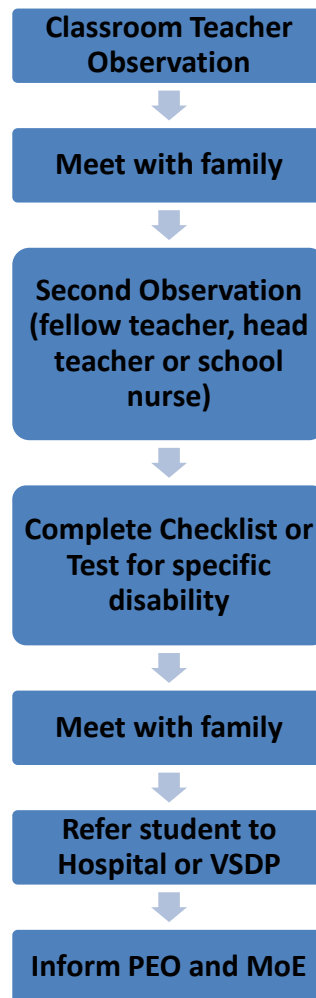 Classroom Teacher
Observation
Meet with family
Second Observation
(fellow teacher, head
teacher or school
nurse)
Complete Checklist or
Test for specific
disability
Meet with family
Refer student to
Hospital or VSDP
Inform PEO and MoE